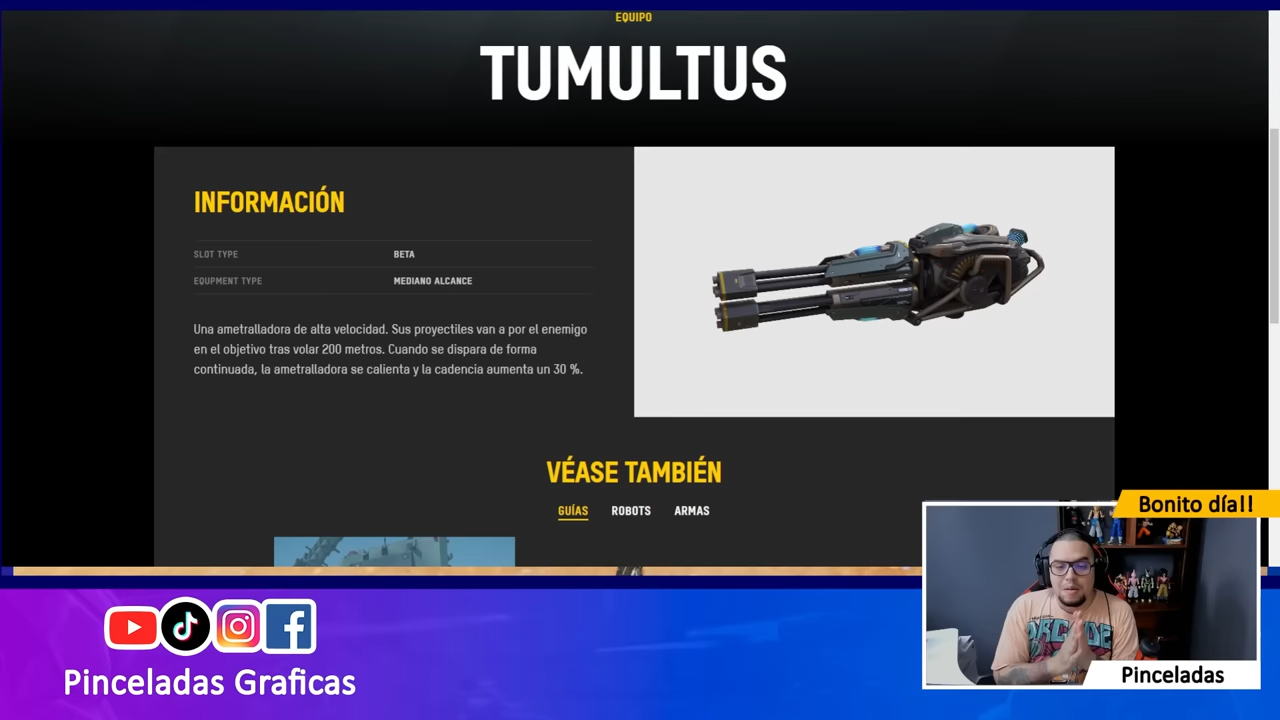 EQUIPO
TUMULTUS
INFORMACIÓN
SLOT TYPE BETA
EQUPMENT TYPE MEDIANO ALCANCE
Una ametralladora de alta velocidad. Sus proyectiles van a por el enemigo
en el objetivo tras volar 200 metros. Cuando se dispara de forma
continuada, la ametralladora se calienta y la cadencia aumenta un 30 %.
VÉASE TAMBIÉN
GUÍAS ROBOTS ARMAS
Bonito día!!
ARCADE
Pinceladas
Pinceladas Graficas